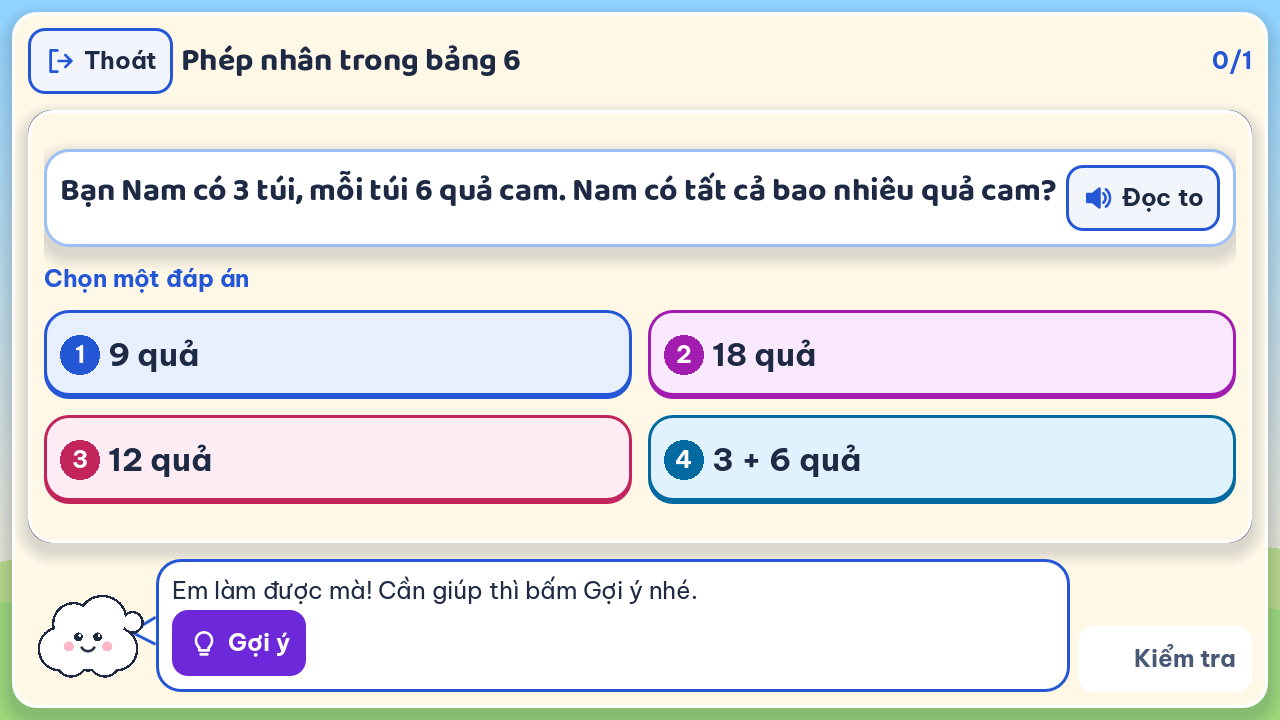 Thoát
Phép nhân trong bảng 6
0/1
Bạn Nam có 3 túi, mỗi túi 6 quả cam. Nam có tất cả bao nhiêu quả cam?
Đọc to
Chọn một đáp án
1 9 quả
2 18 quả
3 12 quả
4 3 + 6 quả
Em làm được mà! Cần giúp thì bấm Gợi ý nhé.
Gợi ý
Kiểm tra